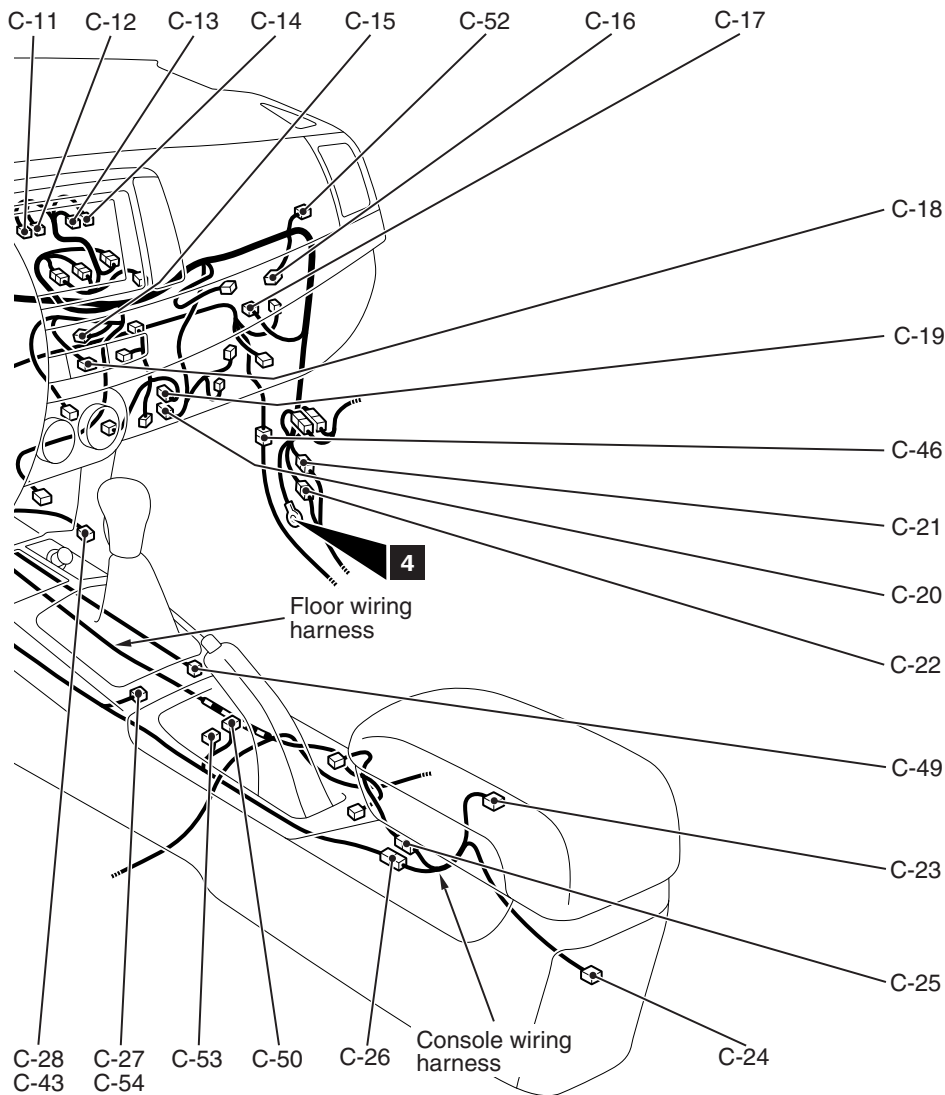 C-11 C-12 C-13 C-14 C-15 C-52 C-16 C-17
C-18
C-19
C-46
C-21
4
C-20
Floor wiring
harness
C-22
C-49
C-23
C-25
Console wiring
harness
C-28 C-27 C-53 C-50 C-26 C-24
C-43 C-54